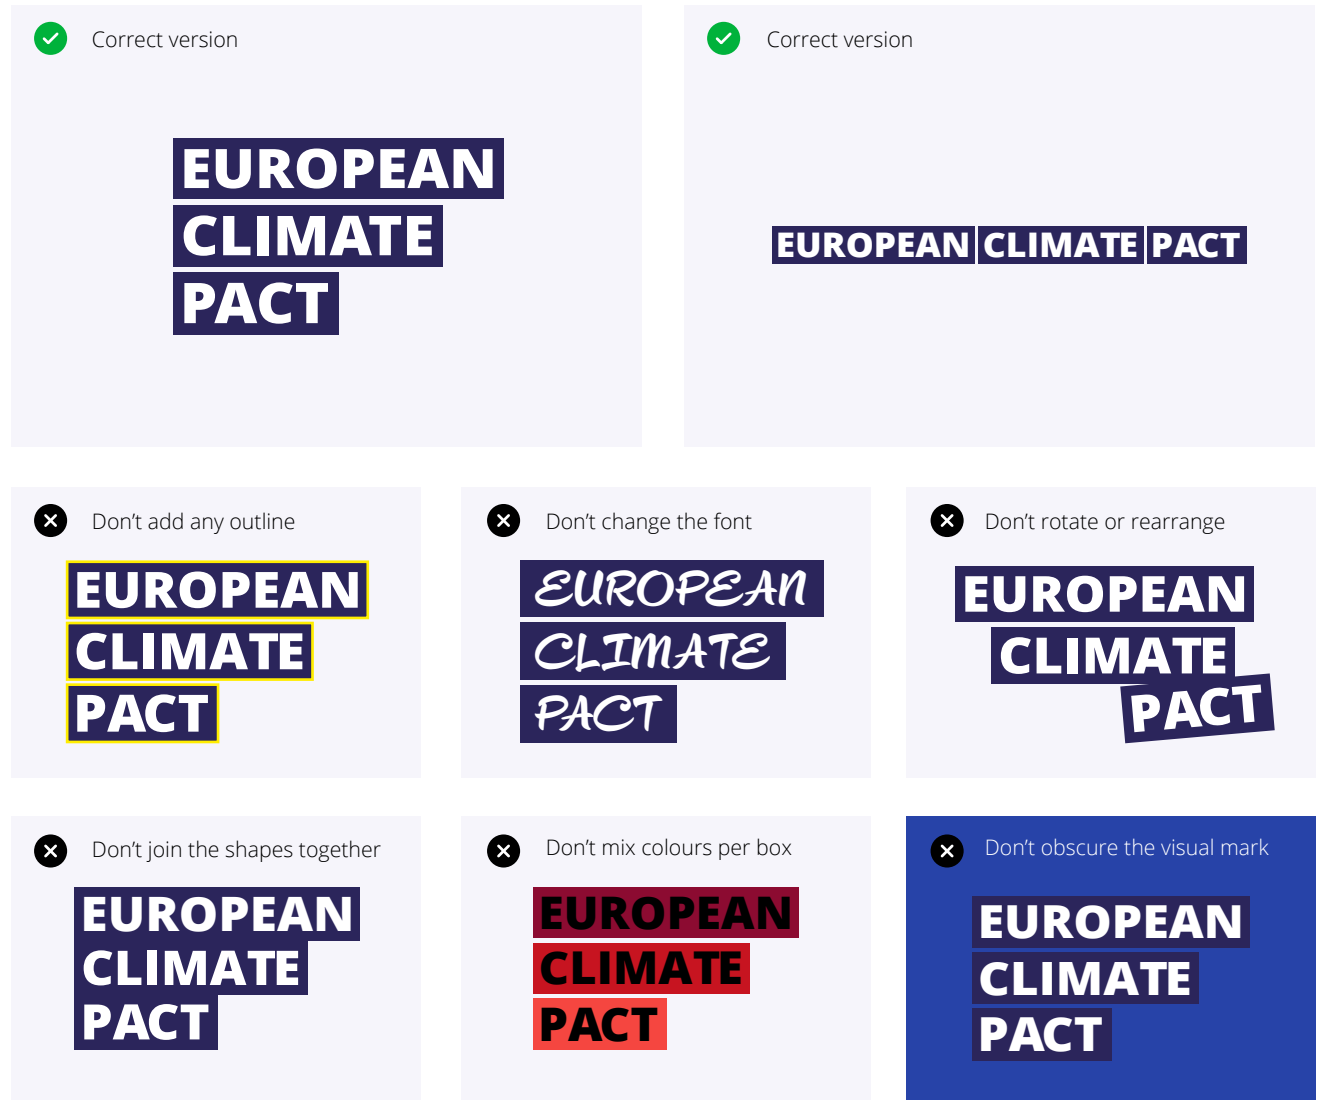 Correct version
EUROPEAN
CLIMATE
PACT
Correct version
EUROPEAN CLIMATE PACT
Don’t add any outline
EUROPEAN
CLIMATE
PACT
Don’t change the font
EUROPEAN
CLIMATE
PACT
Don’t rotate or rearrange
EUROPEAN
CLIMATE
PACT
Don’t join the shapes together
EUROPEAN
CLIMATE
PACT
Don’t mix colours per box
EUROPEAN
CLIMATE
PACT
Don’t obscure the visual mark
EUROPEAN
CLIMATE
PACT